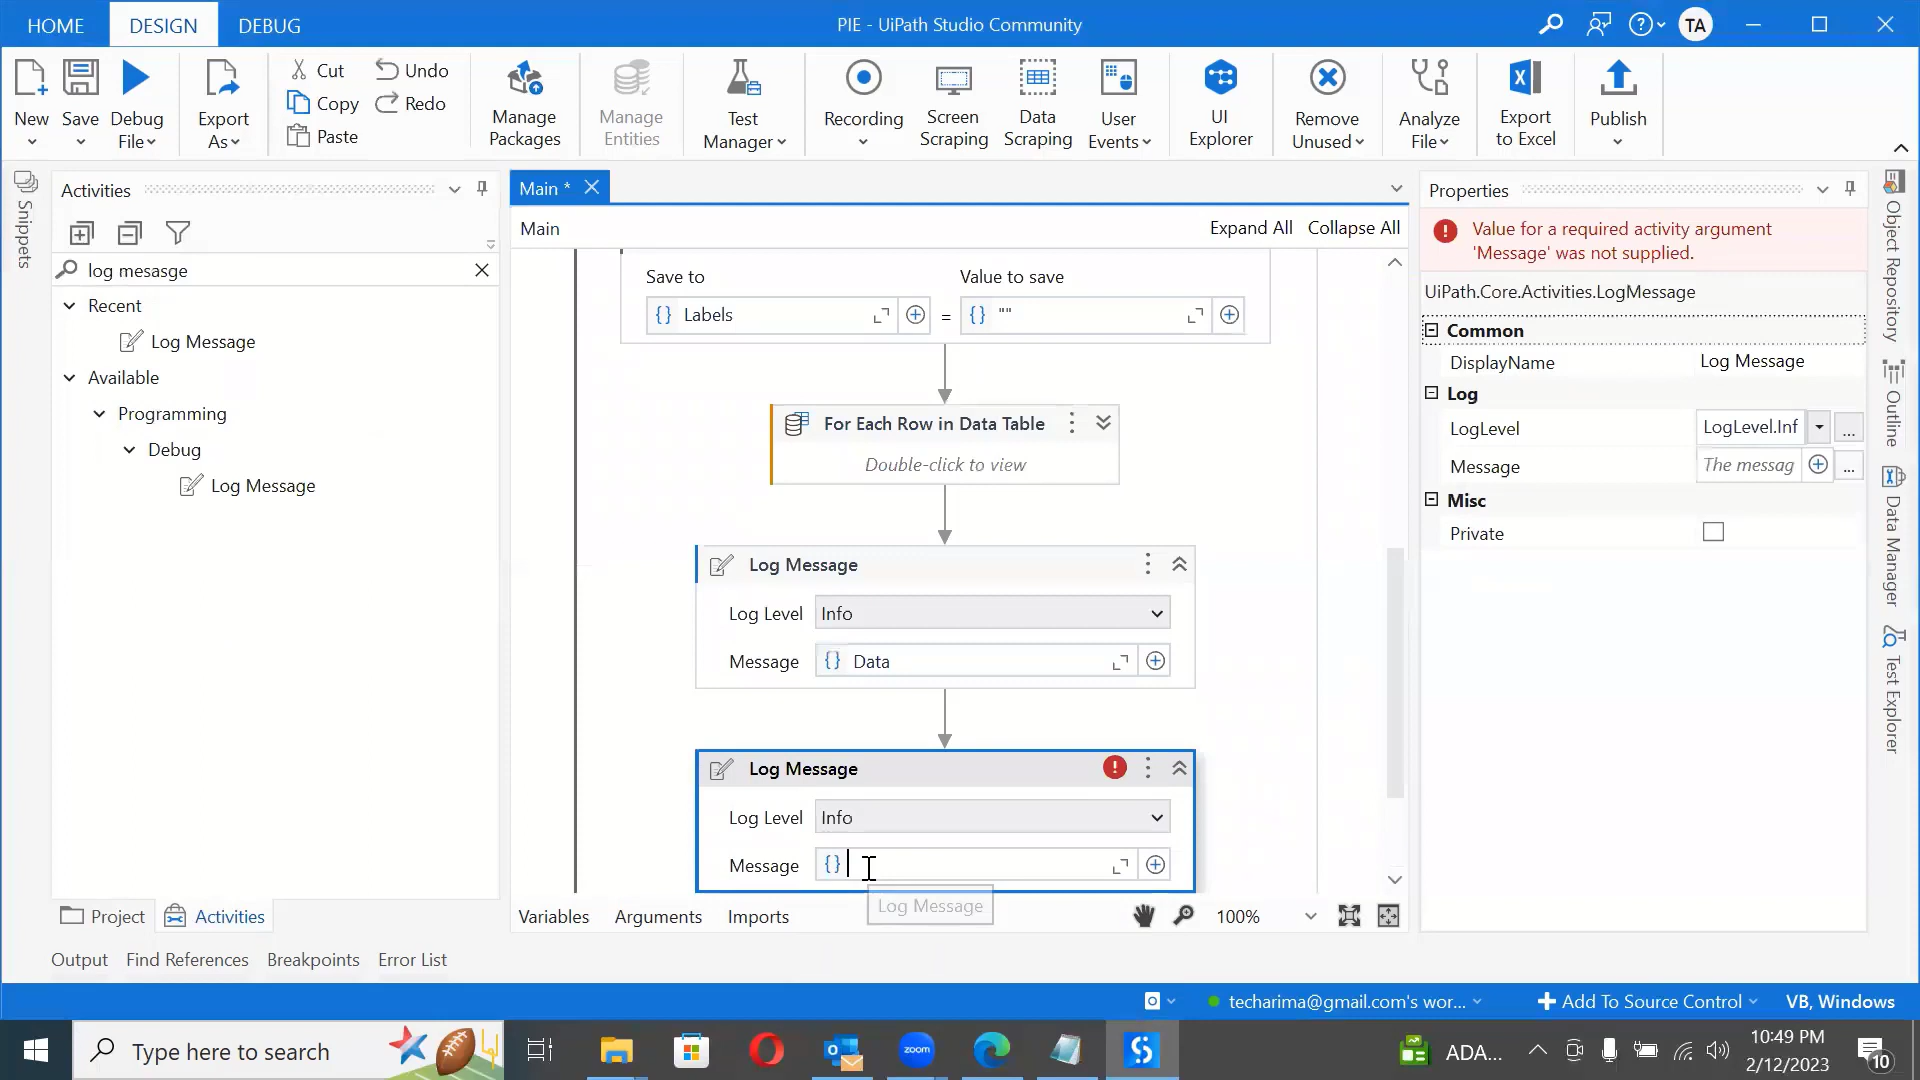 HOME
DESIGN
DEBUG
PIE - UiPath Studio Community
TA
New
Save
Debug
File
Export
As
Cut
Copy
Paste
Undo
Redo
Manage
Packages
Manage
Entities
Test
Manager
Recording
Screen
Scraping
Data
Scraping
User
Events
UI
Explorer
Remove
Unused
Analyze
File
Export
to Excel
Publish
Snippets
Activities
log mesasge
Recent
Log Message
Available
Programming
Debug
Log Message
Project
Activities
Main *
Main
Expand All
Collapse All
Save to
Value to save
{} Labels
=
{} ""
For Each Row in Data Table
Double-click to view
Log Message
Log Level
Info
Message
{} Data
Log Message
Log Level
Info
Message
{}
Log Message
Variables
Arguments
Imports
100%
Properties
Value for a required activity argument
'Message' was not supplied.
UiPath.Core.Activities.LogMessage
Common
DisplayName
Log Message
Log
LogLevel
LogLevel.Inf
...
Message
The messag
...
Misc
Private
Object Repository
Outline
Data Manager
Test Explorer
Output
Find References
Breakpoints
Error List
techarima@gmail.com's wor...
Add To Source Control
VB, Windows
Type here to search
zoom
ADA...
10:49 PM
2/12/2023
10